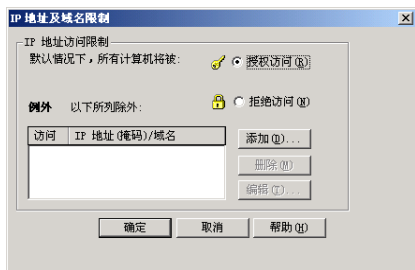 IP 地址及域名限制
IP 地址访问限制
默认情况下，所有计算机将被：
授权访问(R)
拒绝访问(N)
例外 以下所列除外：
访问 IP 地址(掩码)/域名
添加(D)...
删除(M)
编辑(T)...
确定 取消 帮助(H)